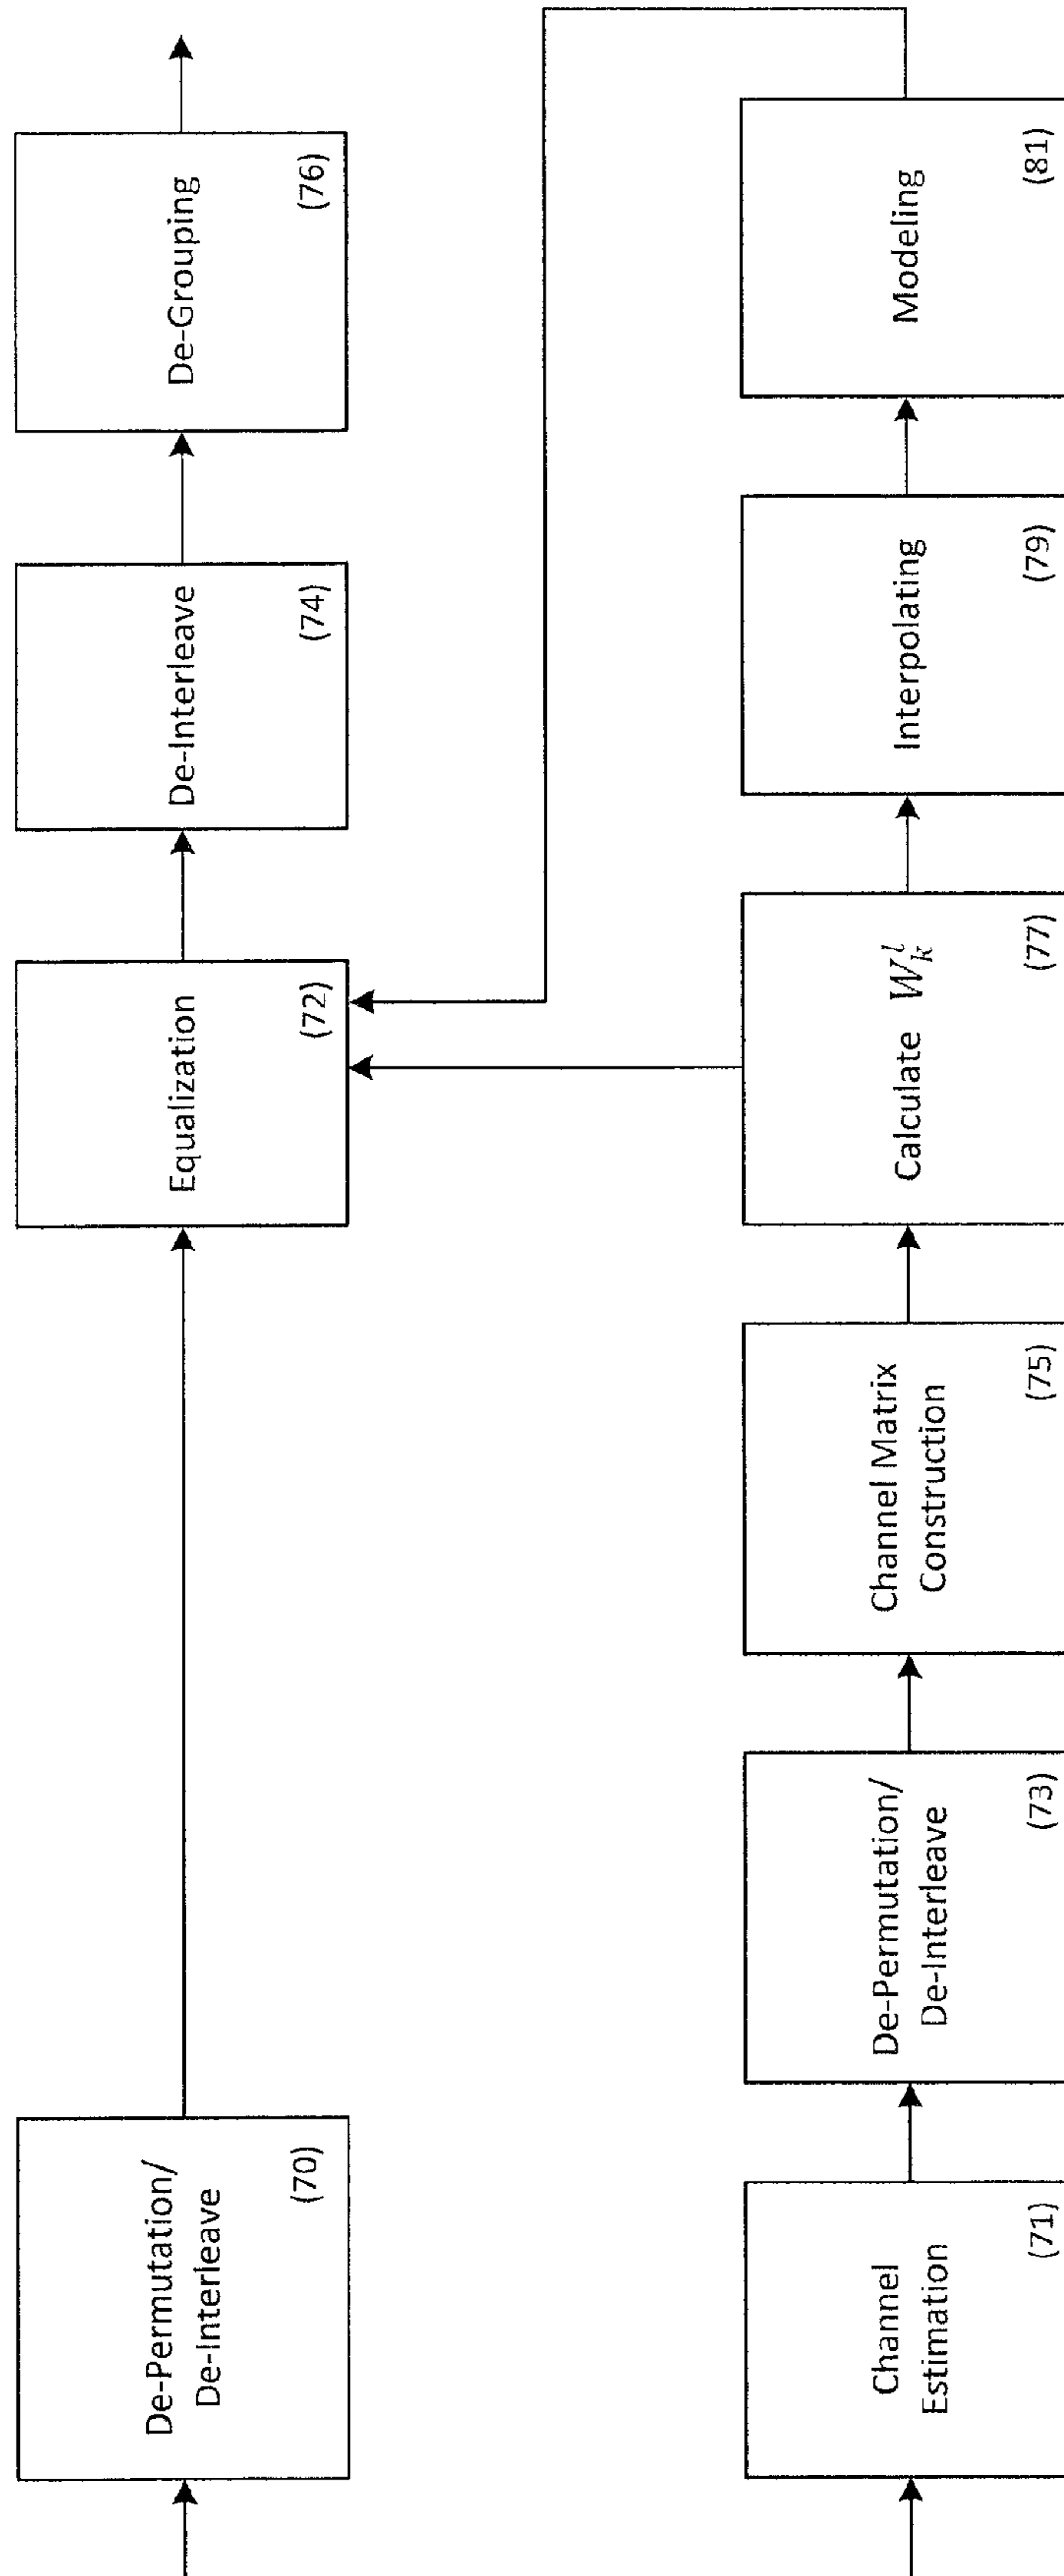 De-Permutation/
De-Interleave
(70)
Equalization
(72)
De-Interleave
(74)
De-Grouping
(76)
Channel
Estimation
(71)
De-Permutation/
De-Interleave
(73)
Channel Matrix
Construction
(75)
Calculate $W_k^l$
(77)
Interpolating
(79)
Modeling
(81)